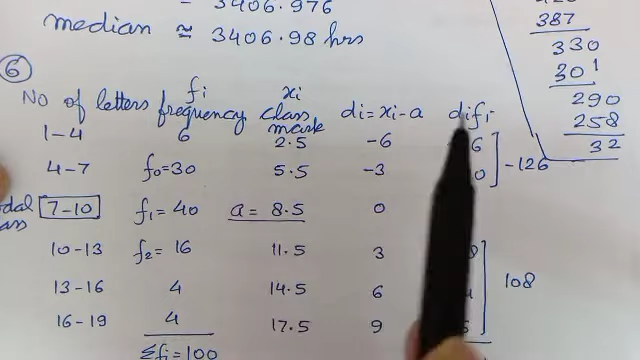 = 3406.976
median ≅ 3406.98 hrs
387
330
301
290
258
32
⑥
fi xi
No of letters frequency class mark di = xi - a difi
1-4 6 2.5 -6 6
4-7 f₀=30 5.5 -3 0 -126
7-10 f₁=40 a = 8.5 0
10-13 f₂=16 11.5 3
13-16 4 14.5 6 108
16-19 4 17.5 9
Σfi = 100